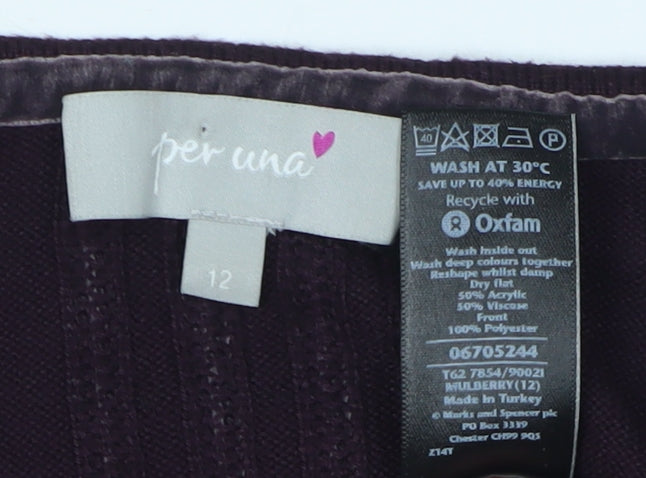 per una
12
40
P
WASH AT 30°C
SAVE UP TO 40% ENERGY
Recycle with
Oxfam
Wash inside out
Wash deep colours together
Reshape whilst damp
Dry flat
50% Acrylic
50% Viscose
Front
100% Polyester
06705244
T62 7854/9002I
MULBERRY(12)
Made in Turkey
© Marks and Spencer plc
PO Box 3339
Chester CH99 9QS
Z14T